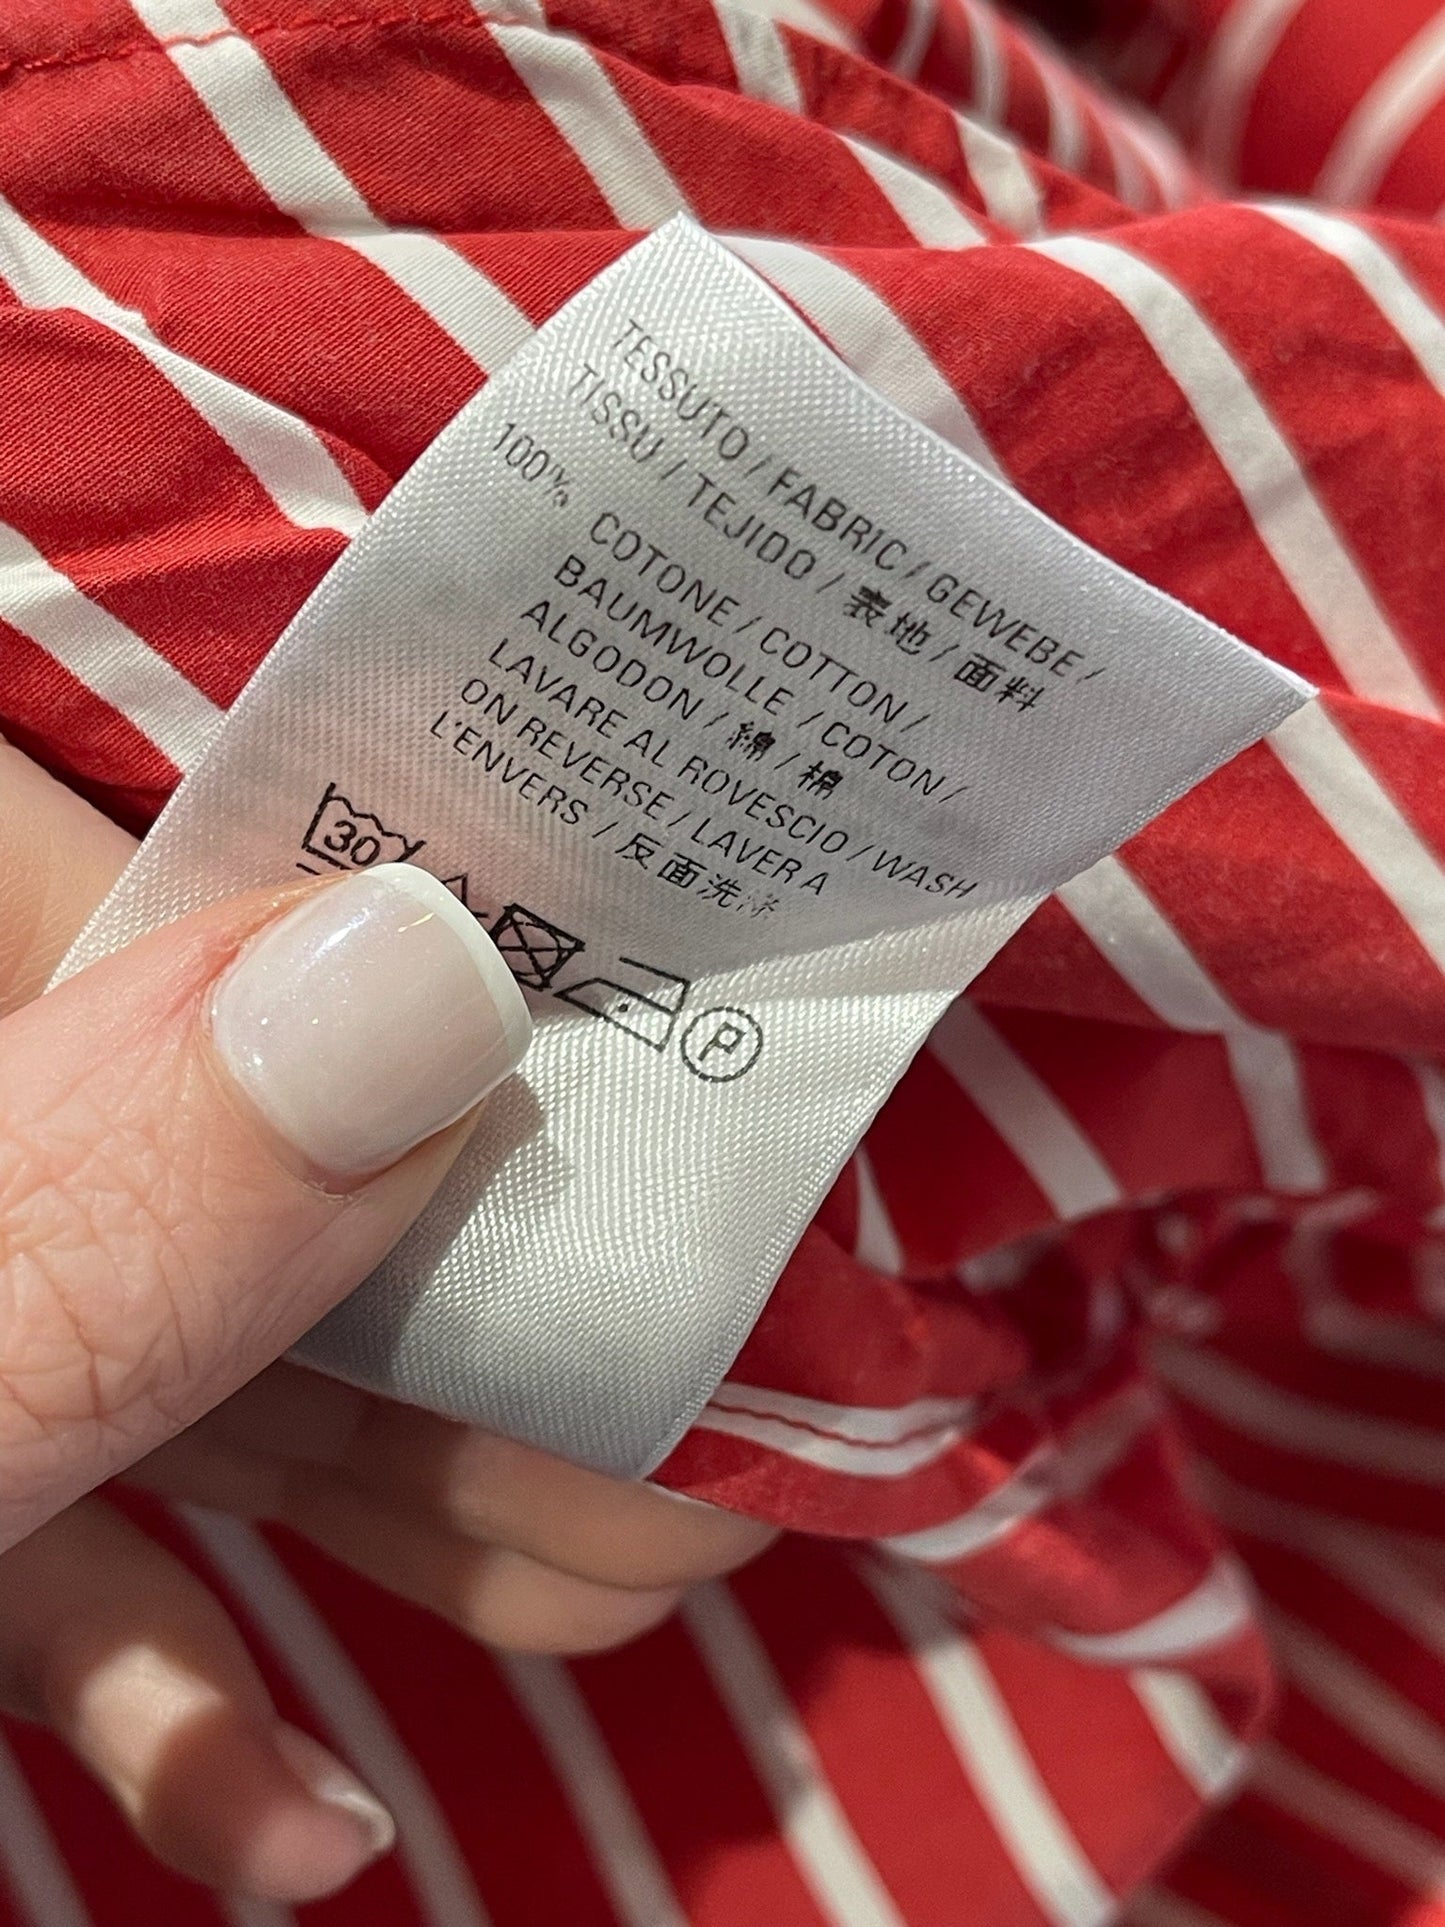 TESSUTO / FABRIC / GEWEBE /
TISSU / TEJIDO / 表地 / 面料
100% COTONE / COTTON /
BAUMWOLLE / COTON /
ALGODON / 綿 / 棉
LAVARE AL ROVESCIO / WASH
ON REVERSE / LAVER A
L'ENVERS / 反面洗涤
30
P